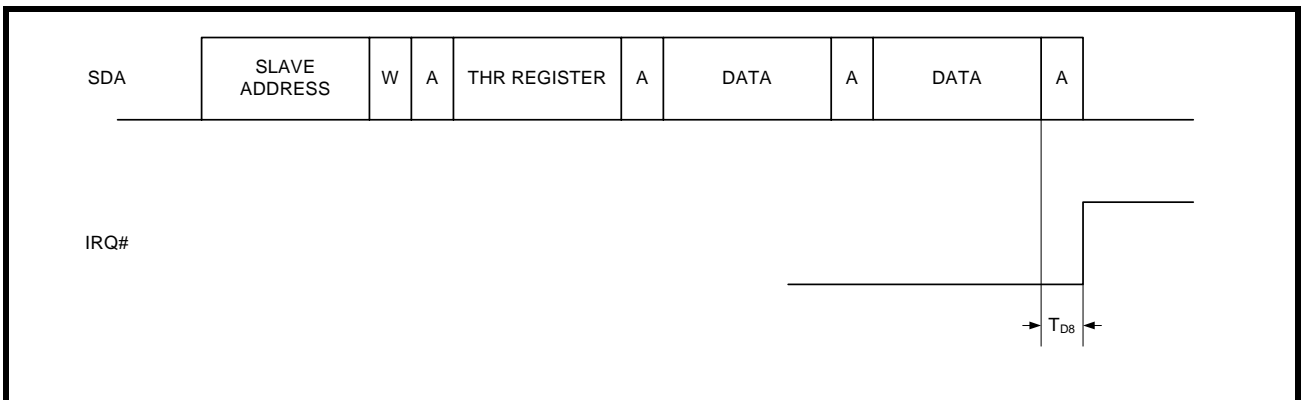 SDA
SLAVE
ADDRESS
W
A
THR REGISTER
A
DATA
A
DATA
A
IRQ#
TD8